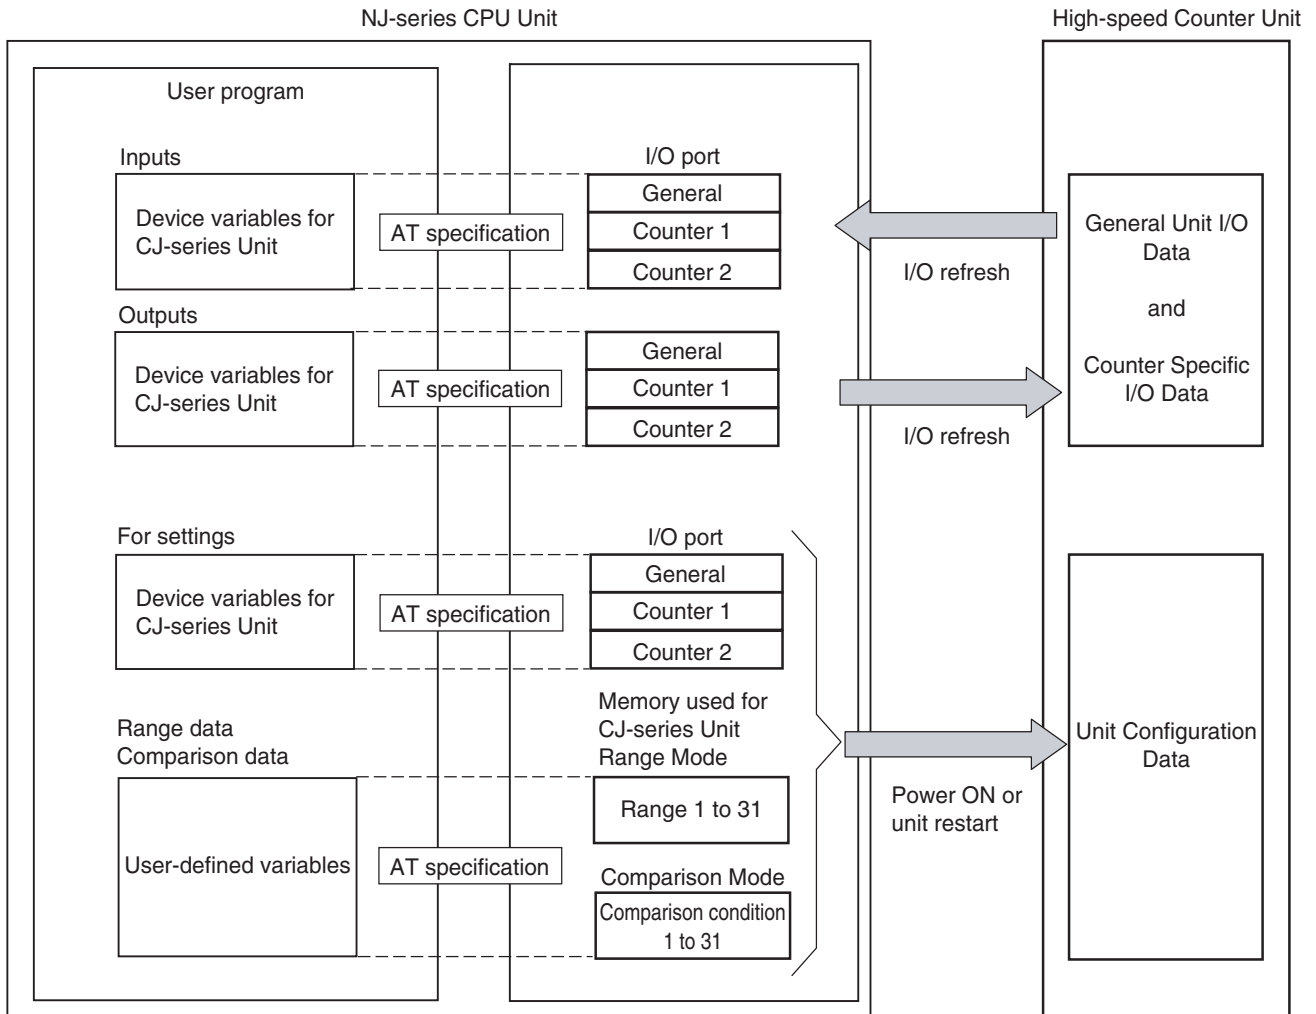 NJ-series CPU Unit
High-speed Counter Unit
User program
Inputs
I/O port
Device variables for
CJ-series Unit
AT specification
General
Counter 1
Counter 2
I/O refresh
General Unit I/O
Data
and
Counter Specific
I/O Data
Outputs
Device variables for
CJ-series Unit
AT specification
General
Counter 1
Counter 2
I/O refresh
For settings
I/O port
Device variables for
CJ-series Unit
AT specification
General
Counter 1
Counter 2
Range data
Comparison data
Memory used for
CJ-series Unit
Range Mode
Range 1 to 31
User-defined variables
AT specification
Comparison Mode
Comparison condition
1 to 31
Power ON or
unit restart
Unit Configuration
Data